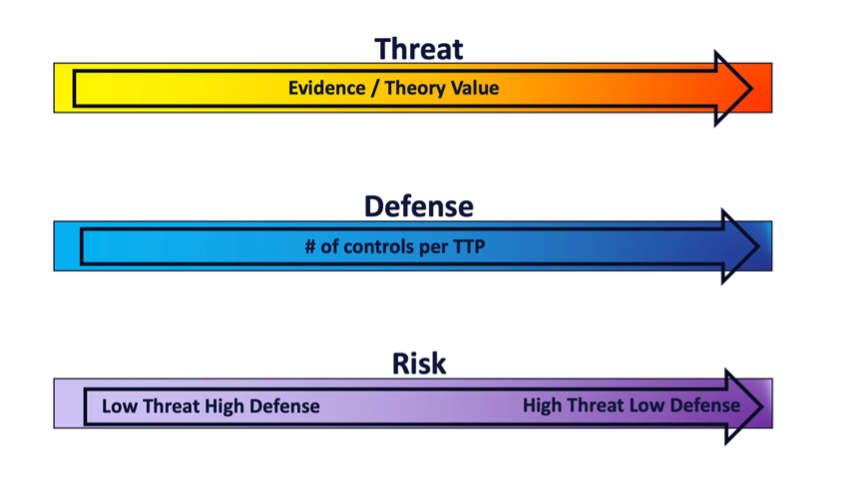 Threat
Evidence / Theory Value
Defense
# of controls per TTP
Risk
Low Threat High Defense
High Threat Low Defense